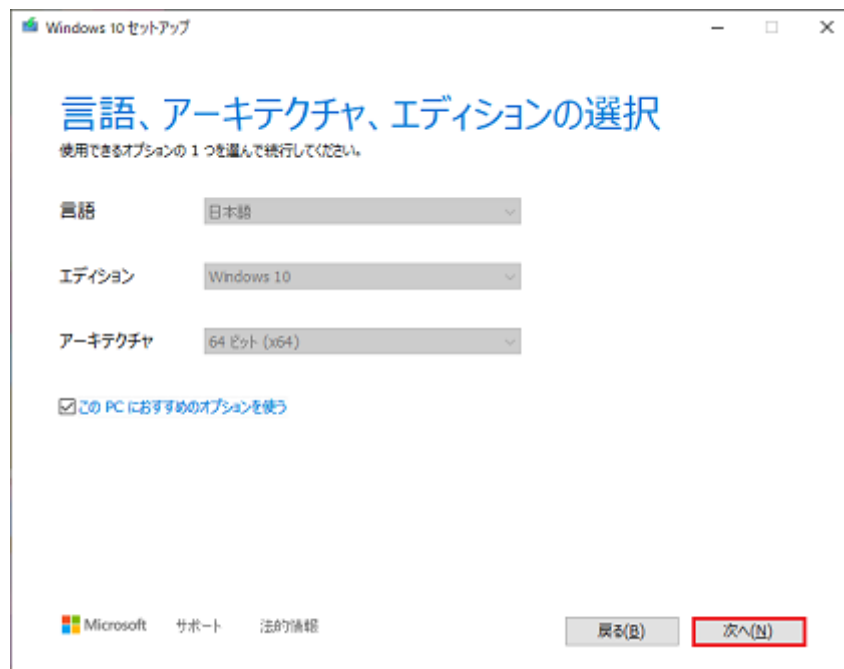 Windows 10 セットアップ
言語、アーキテクチャ、エディションの選択
使用できるオプションの 1 つを選んで続行してください。
言語 日本語
エディション Windows 10
アーキテクチャ 64 ビット (x64)
この PC におすすめのオプションを使う
Microsoft サポート 法的情報 戻る(B) 次へ(N)